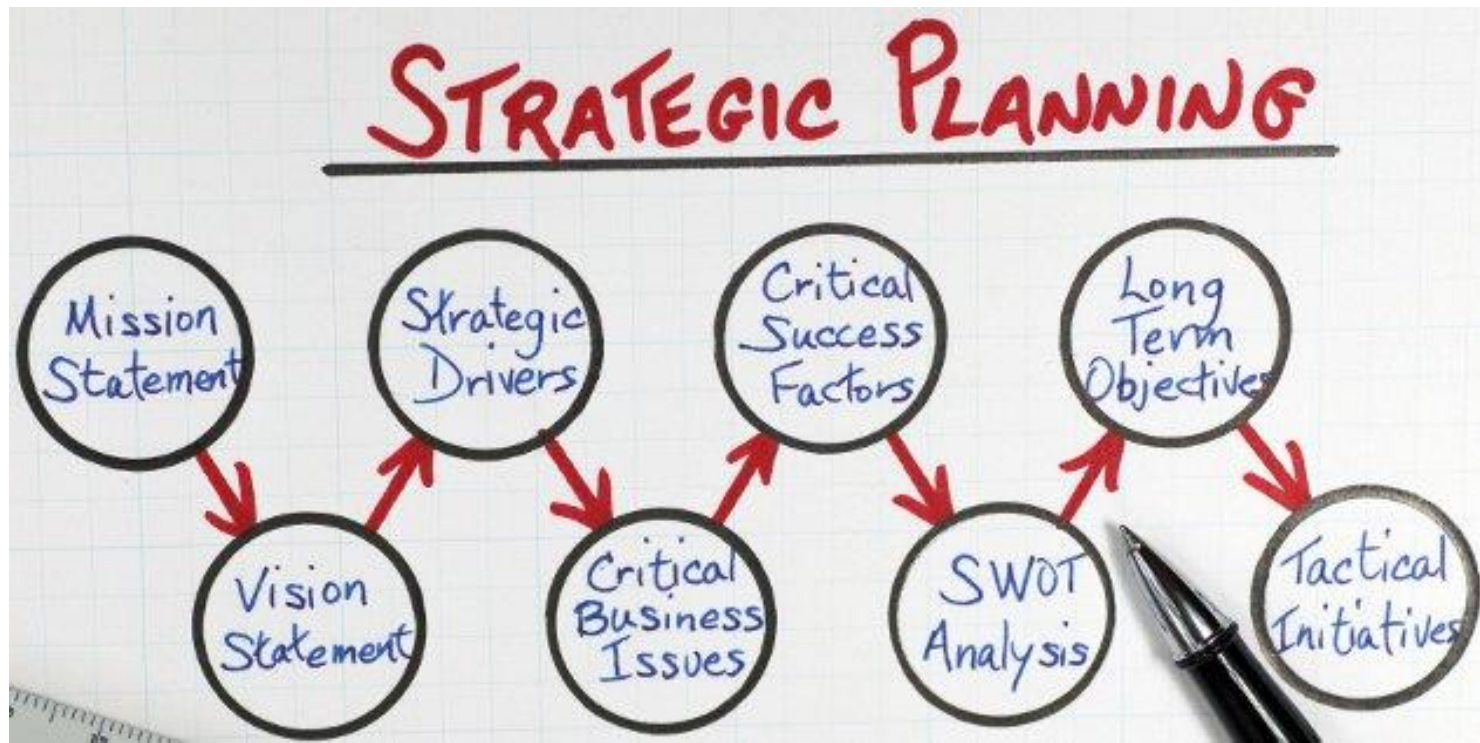 STRATEGIC PLANNING
Mission
Statement
Vision
Statement
Strategic
Drivers
Critical
Business
Issues
Critical
Success
Factors
SWOT
Analysis
Long
Term
Objectives
Tactical
Initiatives